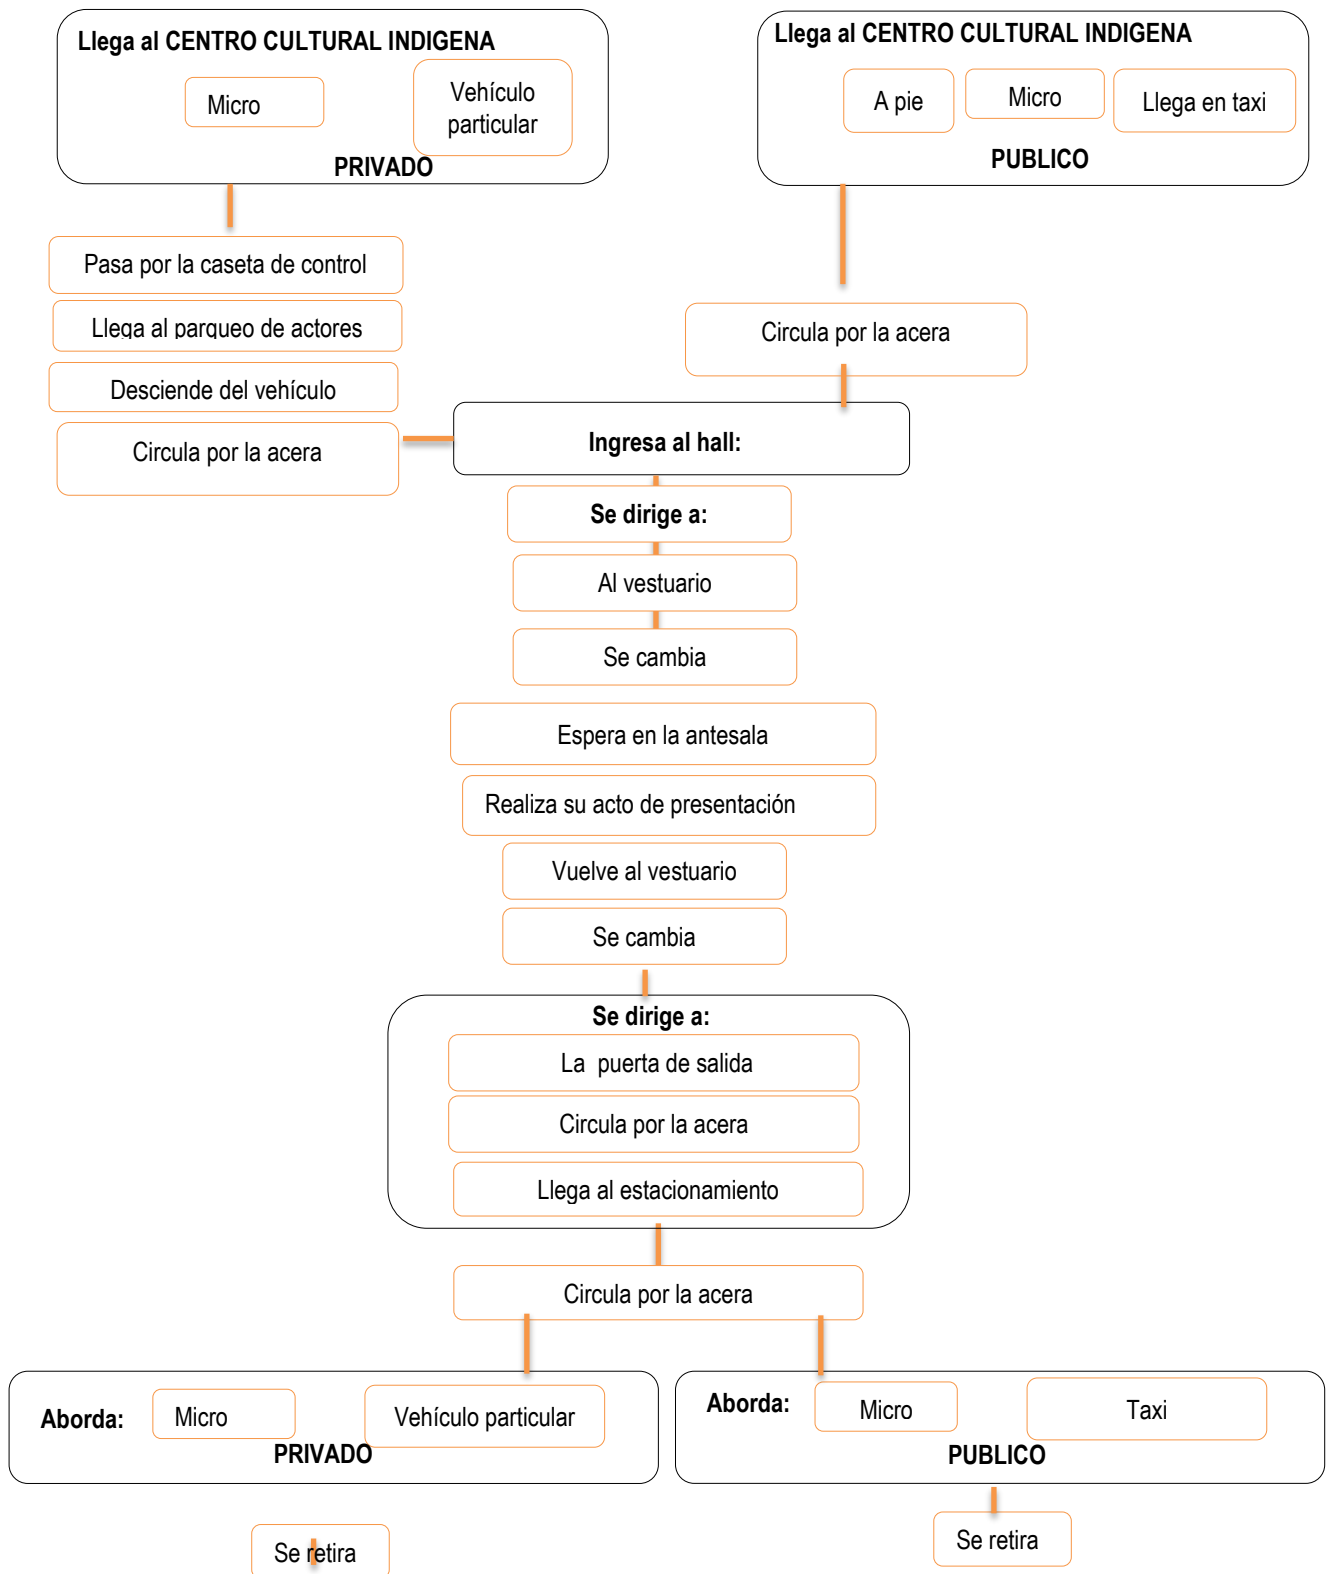 Llega al CENTRO CULTURAL INDIGENA
Micro
Vehículo
particular
PRIVADO
Llega al CENTRO CULTURAL INDIGENA
A pie
Micro
Llega en taxi
PUBLICO
Pasa por la caseta de control
Llega al parqueo de actores
Desciende del vehículo
Circula por la acera
Circula por la acera
Ingresa al hall:
Se dirige a:
Al vestuario
Se cambia
Espera en la antesala
Realiza su acto de presentación
Vuelve al vestuario
Se cambia
Se dirige a:
La puerta de salida
Circula por la acera
Llega al estacionamiento
Circula por la acera
Aborda:
Micro
Vehículo particular
PRIVADO
Aborda:
Micro
Taxi
PUBLICO
Se retira
Se retira